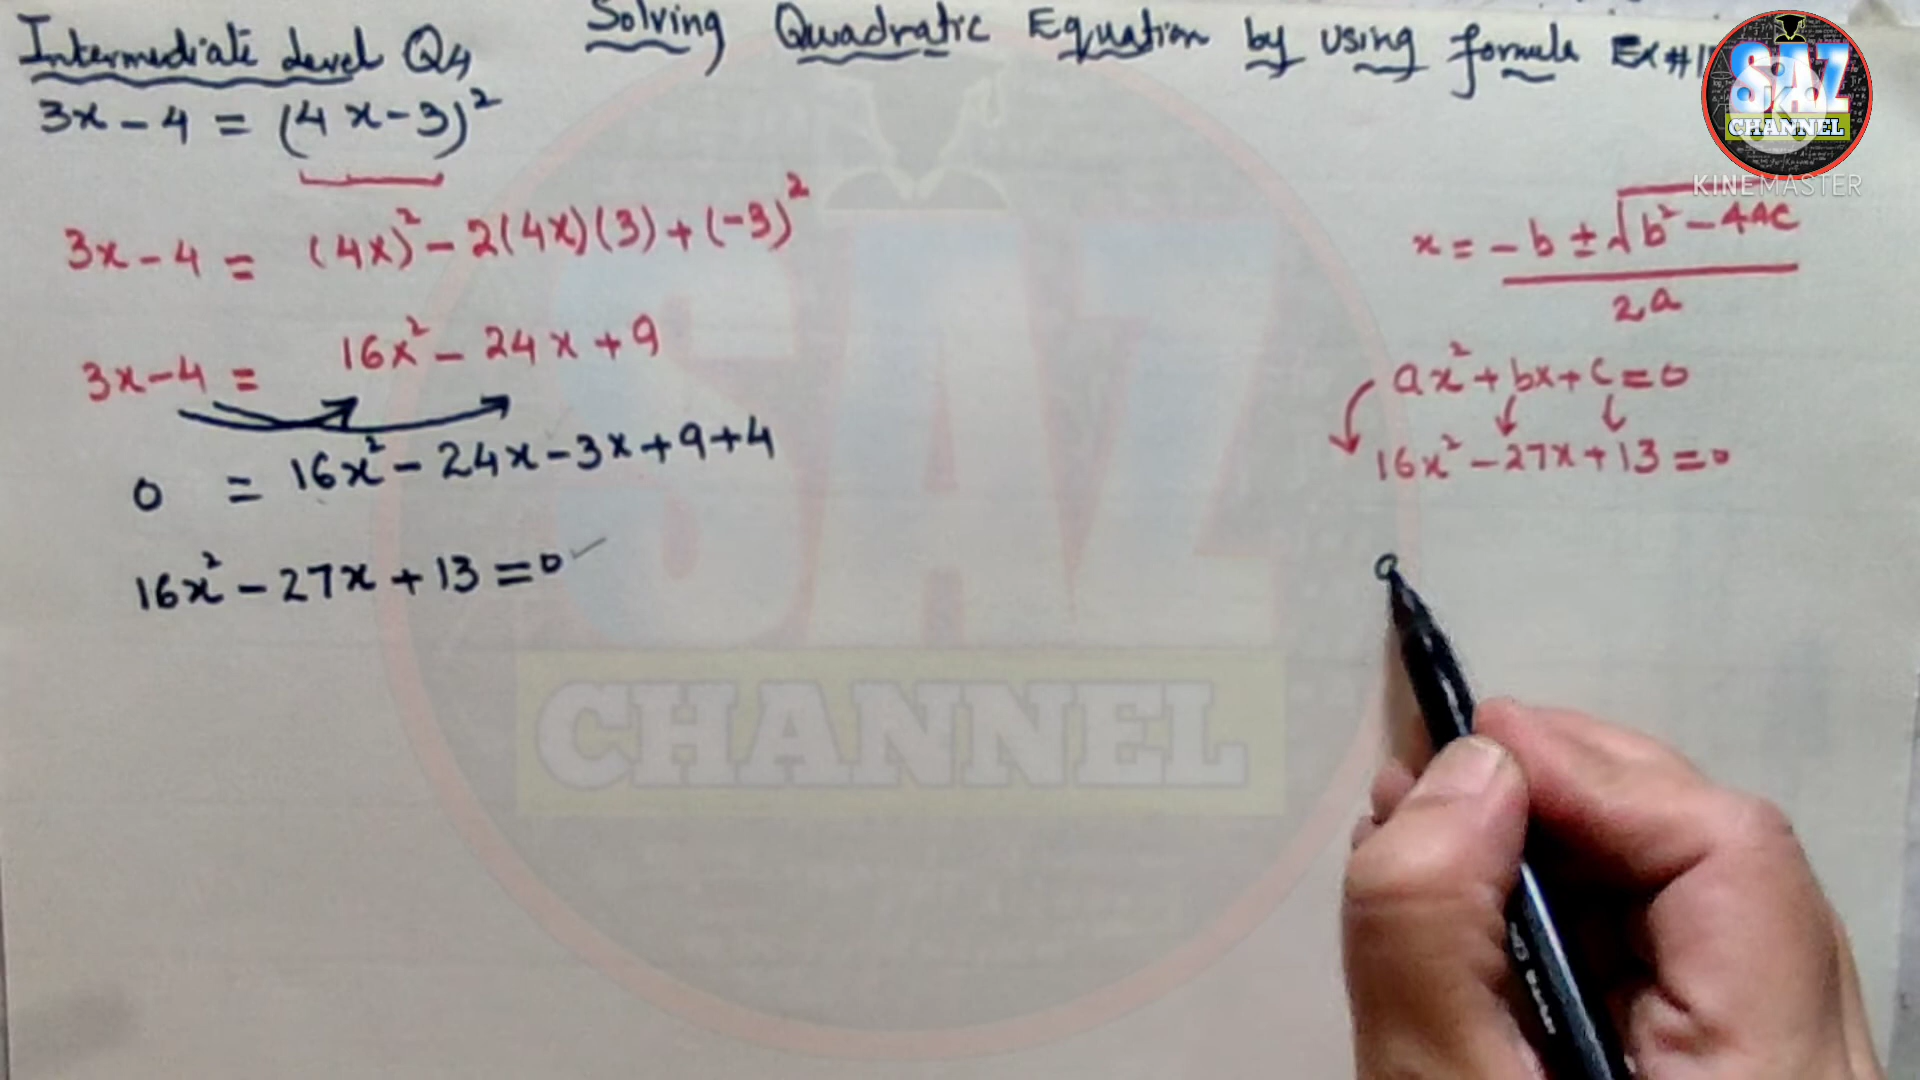 Intermediate Level Q4
Solving Quadratic Equation by using formula Ex #1
3x - 4 = (4x-3)²
3x - 4 = (4x)² - 2(4x)(3) + (-3)²
3x-4 = 16x² - 24x + 9
0 = 16x² - 24x - 3x + 9 + 4
16x² - 27x + 13 = 0
SAZ
CHANNEL
KINEMASTER
x = -b ± √b² - 4ac
2a
ax² + bx + c = 0
16x² - 27x + 13 = 0
a
SAZ
CHANNEL